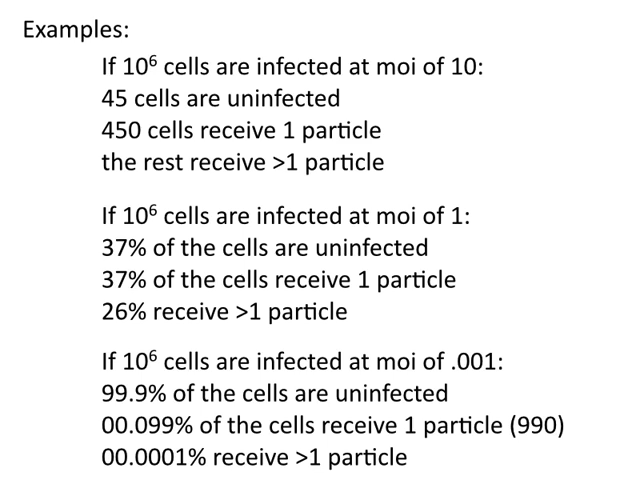 Examples:
If 10⁶ cells are infected at moi of 10:
45 cells are uninfected
450 cells receive 1 particle
the rest receive >1 particle
If 10⁶ cells are infected at moi of 1:
37% of the cells are uninfected
37% of the cells receive 1 particle
26% receive >1 particle
If 10⁶ cells are infected at moi of .001:
99.9% of the cells are uninfected
00.099% of the cells receive 1 particle (990)
00.0001% receive >1 particle